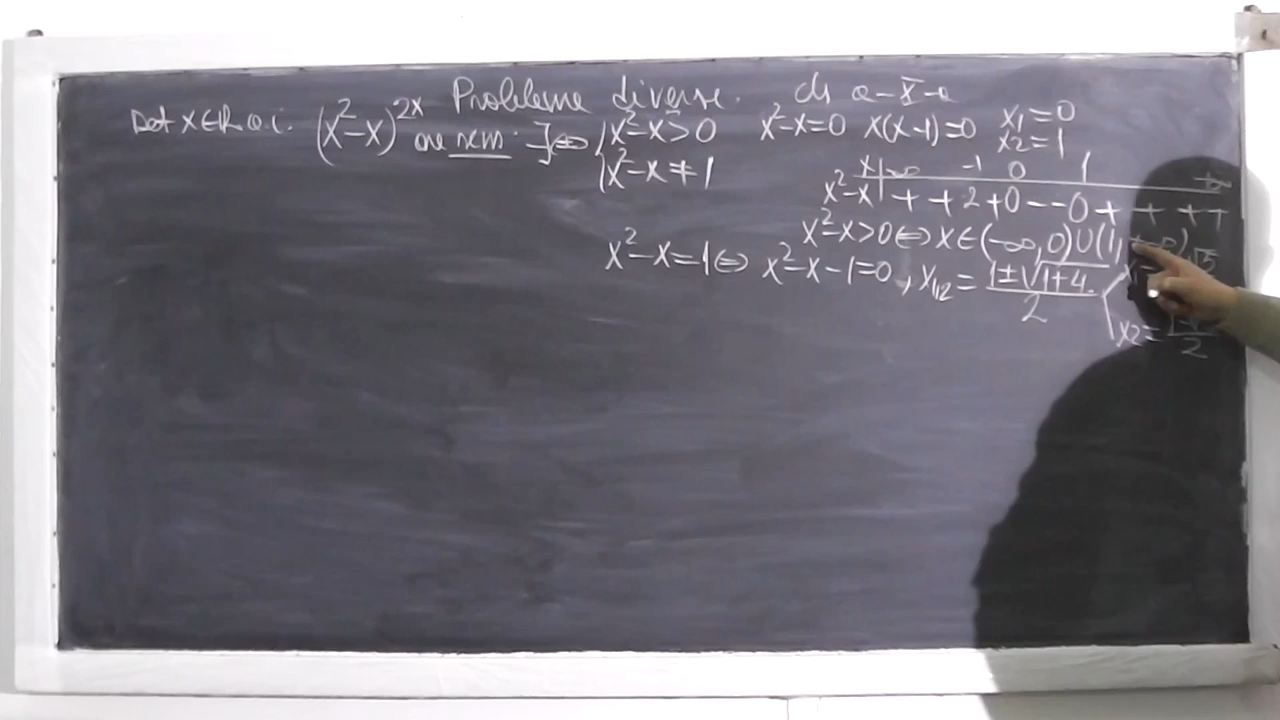 Probleme diverse. cls a-X-a
Det x∈R a.î. (x²-x)^2x are sens. ]⇔ { x²-x>0
x²-x≠1
x²-x=0 x(x-1)=0 x₁=0
x₂=1
x -∞ -1 0 1 +∞
x²-x + + 2 + 0 - - 0 + + + +
x²-x>0 ⇔ x∈(-∞,0)∪(1,+∞)
x²-x=1 ⇔ x²-x-1=0, x₁,₂ = (1±√1+4)/2
x₂=